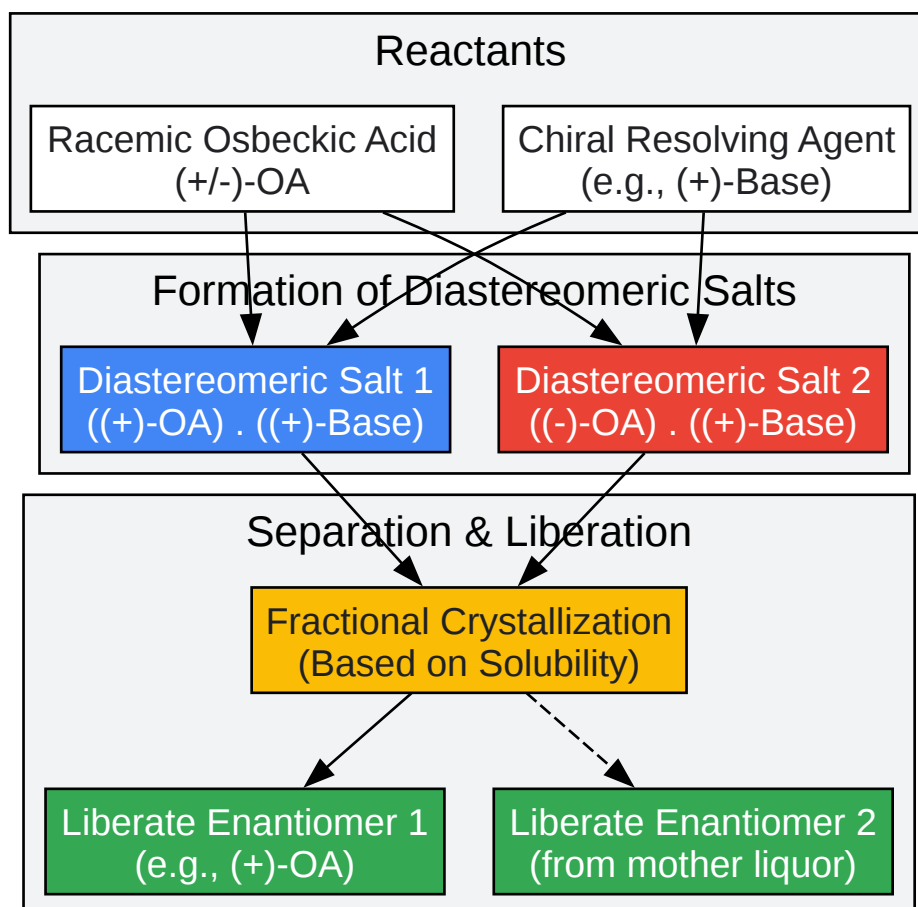 Reactants
Racemic Osbeckic Acid
(+/-)-OA
Chiral Resolving Agent
(e.g., (+)-Base)
Formation of Diastereomeric Salts
Diastereomeric Salt 1
((+)-OA) . ((+)-Base)
Diastereomeric Salt 2
((-)-OA) . ((+)-Base)
Separation & Liberation
Fractional Crystallization
(Based on Solubility)
Liberate Enantiomer 1
(e.g., (+)-OA)
Liberate Enantiomer 2
(from mother liquor)